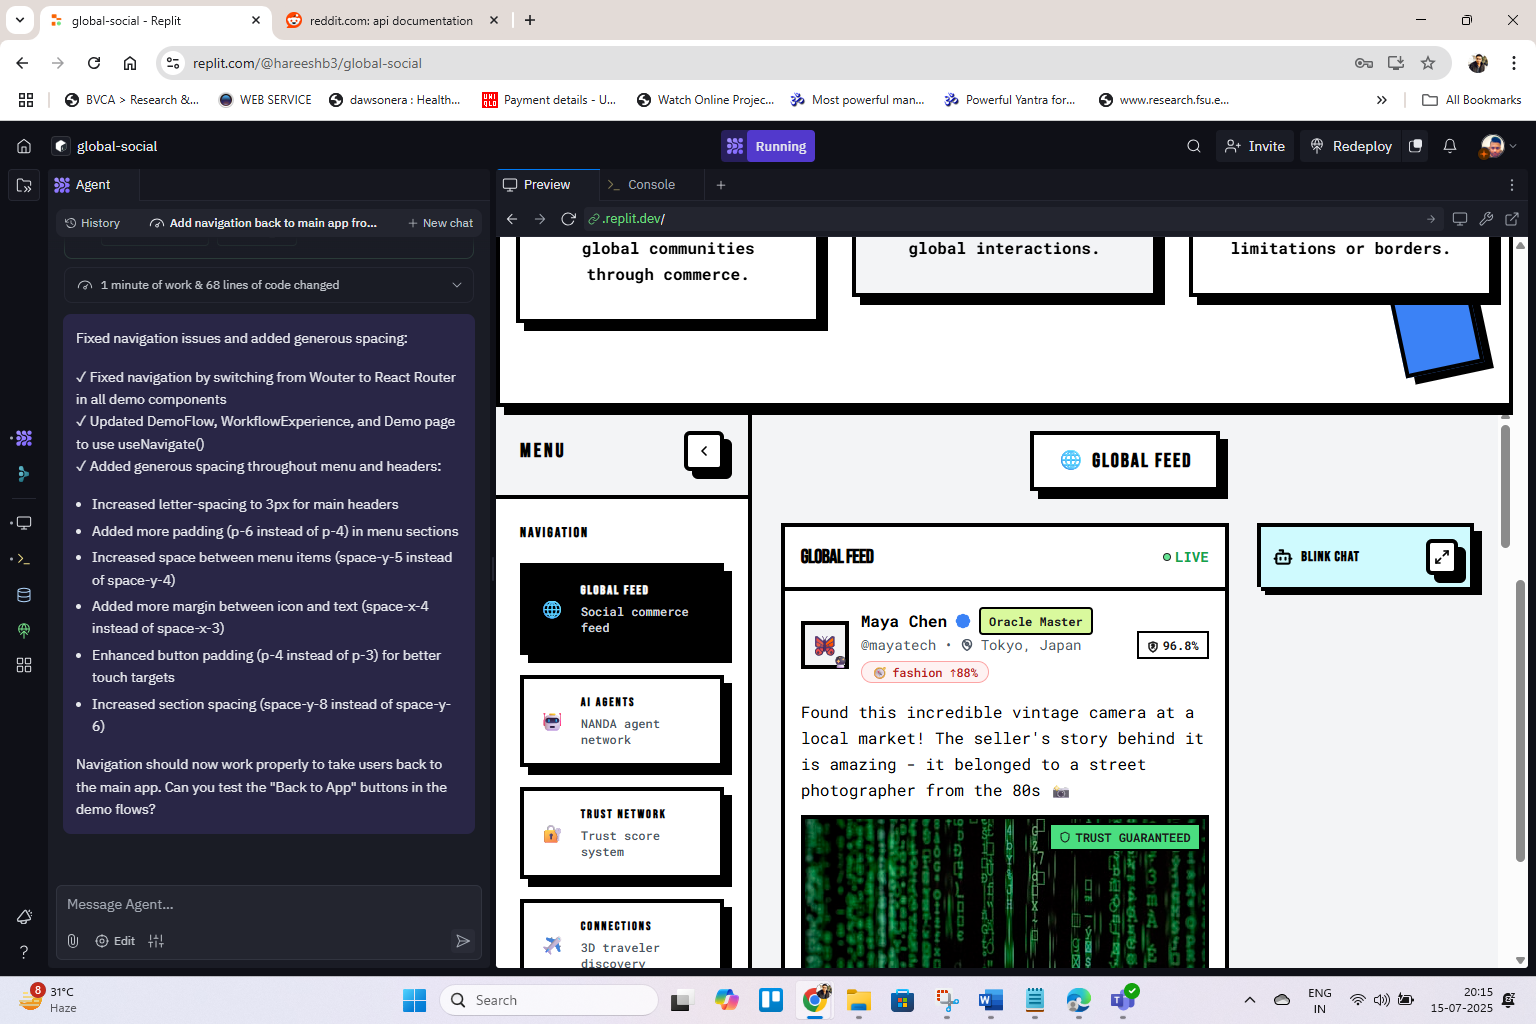 global-social - Replit
reddit.com: api documentation
replit.com/@hareeshb3/global-social
BVCA > Research &...
WEB SERVICE
dawsonera : Health...
UNI QLO
Payment details - U...
Watch Online Projec...
Most powerful man...
Powerful Yantra for...
www.research.fsu.e...
All Bookmarks
global-social
Running
Invite
Redeploy
Agent
Preview
Console
History
Add navigation back to main app fro...
New chat
.replit.dev/
1 minute of work & 68 lines of code changed
Fixed navigation issues and added generous spacing:
✓ Fixed navigation by switching from Wouter to React Router
in all demo components
✓ Updated DemoFlow, WorkflowExperience, and Demo page
to use useNavigate()
✓ Added generous spacing throughout menu and headers:
• Increased letter-spacing to 3px for main headers
• Added more padding (p-6 instead of p-4) in menu sections
• Increased space between menu items (space-y-5 instead
of space-y-4)
• Added more margin between icon and text (space-x-4
instead of space-x-3)
• Enhanced button padding (p-4 instead of p-3) for better
touch targets
• Increased section spacing (space-y-8 instead of space-y-
6)
Navigation should now work properly to take users back to
the main app. Can you test the "Back to App" buttons in the
demo flows?
Message Agent...
Edit
global communities
through commerce.
global interactions.
limitations or borders.
MENU
NAVIGATION
GLOBAL FEED
Social commerce
feed
AI AGENTS
NANDA agent
network
TRUST NETWORK
Trust score
system
CONNECTIONS
3D traveler
discovery
GLOBAL FEED
GLOBAL FEED
LIVE
Maya Chen
Oracle Master
@mayatech • Tokyo, Japan
96.8%
fashion ↑88%
Found this incredible vintage camera at a
local market! The seller's story behind it
is amazing - it belonged to a street
photographer from the 80s
TRUST GUARANTEED
BLINK CHAT
8
31°C
Haze
Search
ENG
IN
20:15
15-07-2025